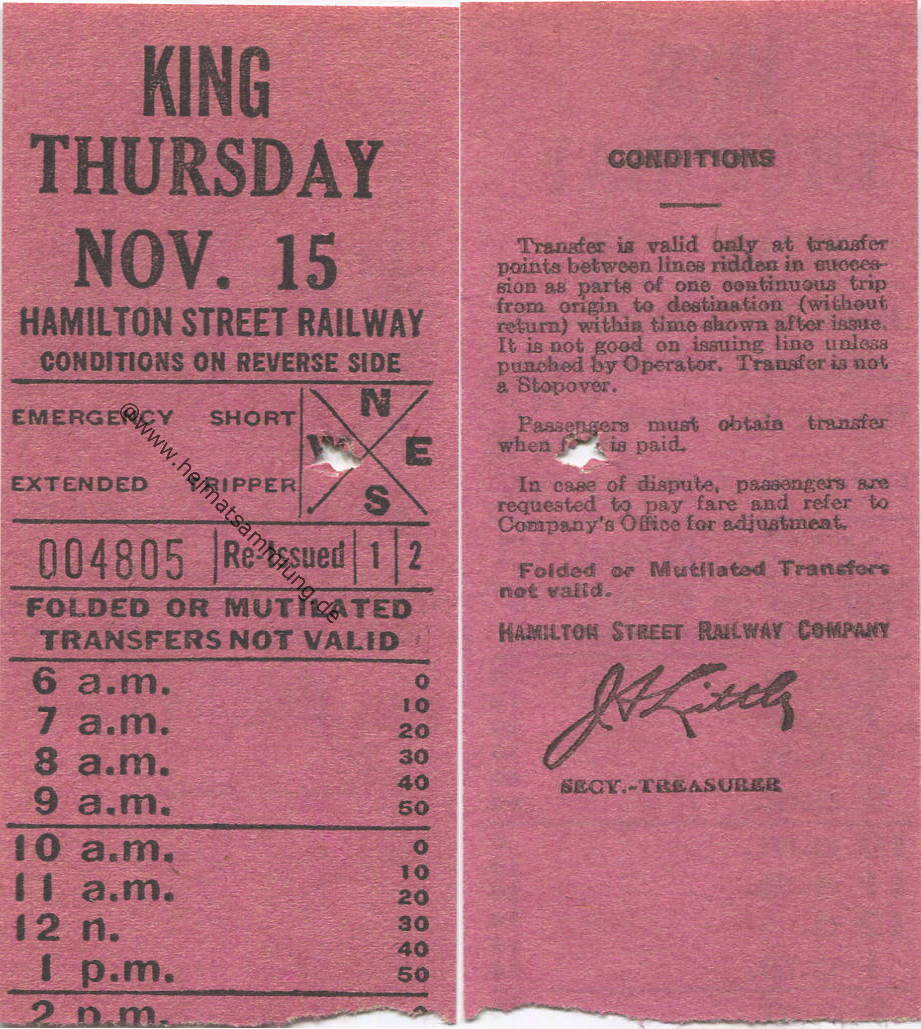 KING
THURSDAY
NOV. 15
HAMILTON STREET RAILWAY
CONDITIONS ON REVERSE SIDE
EMERGENCY SHORT
EXTENDED TRIPPER
N
W E
S
004805 Re-Issued 1 2
FOLDED OR MUTILATED
TRANSFERS NOT VALID
6 a.m. 0
10
7 a.m. 20
8 a.m. 30
40
9 a.m. 50
10 a.m. 0
10
11 a.m. 20
12 n. 30
40
1 p.m. 50
2 p.m.
©www.heimatsammlung.de
CONDITIONS
Transfer is valid only at transfer
points between lines ridden in succes-
sion as parts of one continuous trip
from origin to destination (without
return) within time shown after issue.
It is not good on issuing line unless
punched by Operator. Transfer is not
a Stopover.
Passengers must obtain transfer
when is paid.
In case of dispute, passengers are
requested to pay fare and refer to
Company's Office for adjustment.
Folded or Mutilated Transfers
not valid.
HAMILTON STREET RAILWAY COMPANY
SECY.-TREASURER